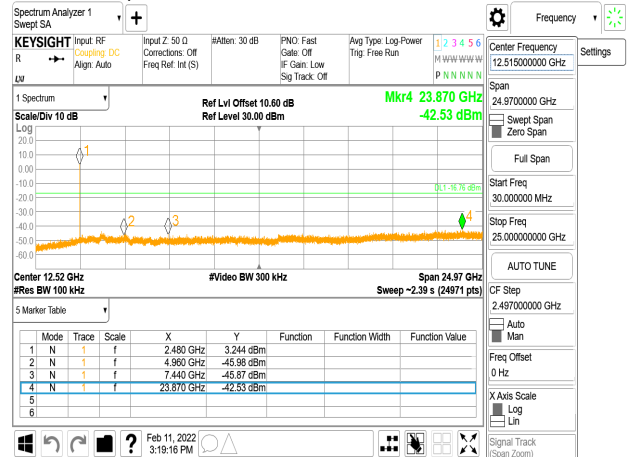 Spectrum Analyzer 1
Swept SA
KEYSIGHT
R
Input: RF
Coupling: DC
Align: Auto
Input Z: 50 Ω
Corrections: Off
Freq Ref: Int (S)
#Atten: 30 dB
PNO: Fast
Gate: Off
IF Gain: Low
Sig Track: Off
Avg Type: Log-Power
Trig: Free Run
1 2 3 4 5 6
M W W W W W
P N N N N N
1 Spectrum
Scale/Div 10 dB
Ref Lvl Offset 10.60 dB
Ref Level 30.00 dBm
Mkr4 23.870 GHz
-42.53 dBm
Log
20.0
10.0
0.00
-10.0
-20.0
-30.0
-40.0
-50.0
-60.0
1
2
3
4
DL1 -16.76 dBm
Center 12.52 GHz
#Res BW 100 kHz
#Video BW 300 kHz
Span 24.97 GHz
Sweep ~2.39 s (24971 pts)
5 Marker Table
Mode Trace Scale X Y Function Function Width Function Value
1 N 1 f 2.480 GHz 3.244 dBm
2 N 1 f 4.960 GHz -45.98 dBm
3 N 1 f 7.440 GHz -45.87 dBm
4 N 1 f 23.870 GHz -42.53 dBm
5
6
?
Feb 11, 2022
3:19:16 PM
Frequency
Settings
Center Frequency
12.515000000 GHz
Span
24.9700000 GHz
Swept Span
Zero Span
Full Span
Start Freq
30.000000 MHz
Stop Freq
25.000000000 GHz
AUTO TUNE
CF Step
2.497000000 GHz
Auto
Man
Freq Offset
0 Hz
X Axis Scale
Log
Lin
Signal Track
(Span Zoom)